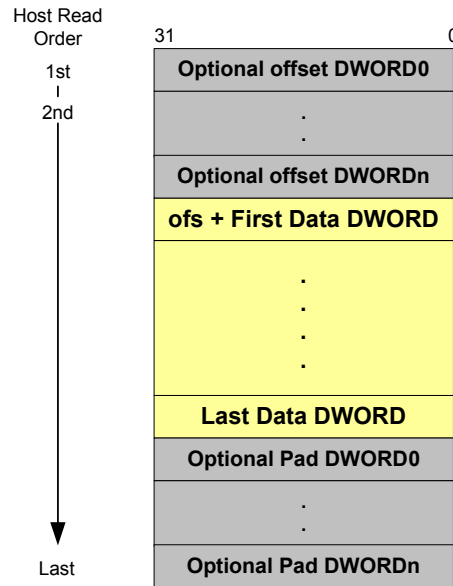 Host Read
Order
31
0
1st
2nd
Optional offset DWORD0
.
.
Optional offset DWORDn
ofs + First Data DWORD
.
.
.
.
Last Data DWORD
Optional Pad DWORD0
.
.
Last
Optional Pad DWORDn